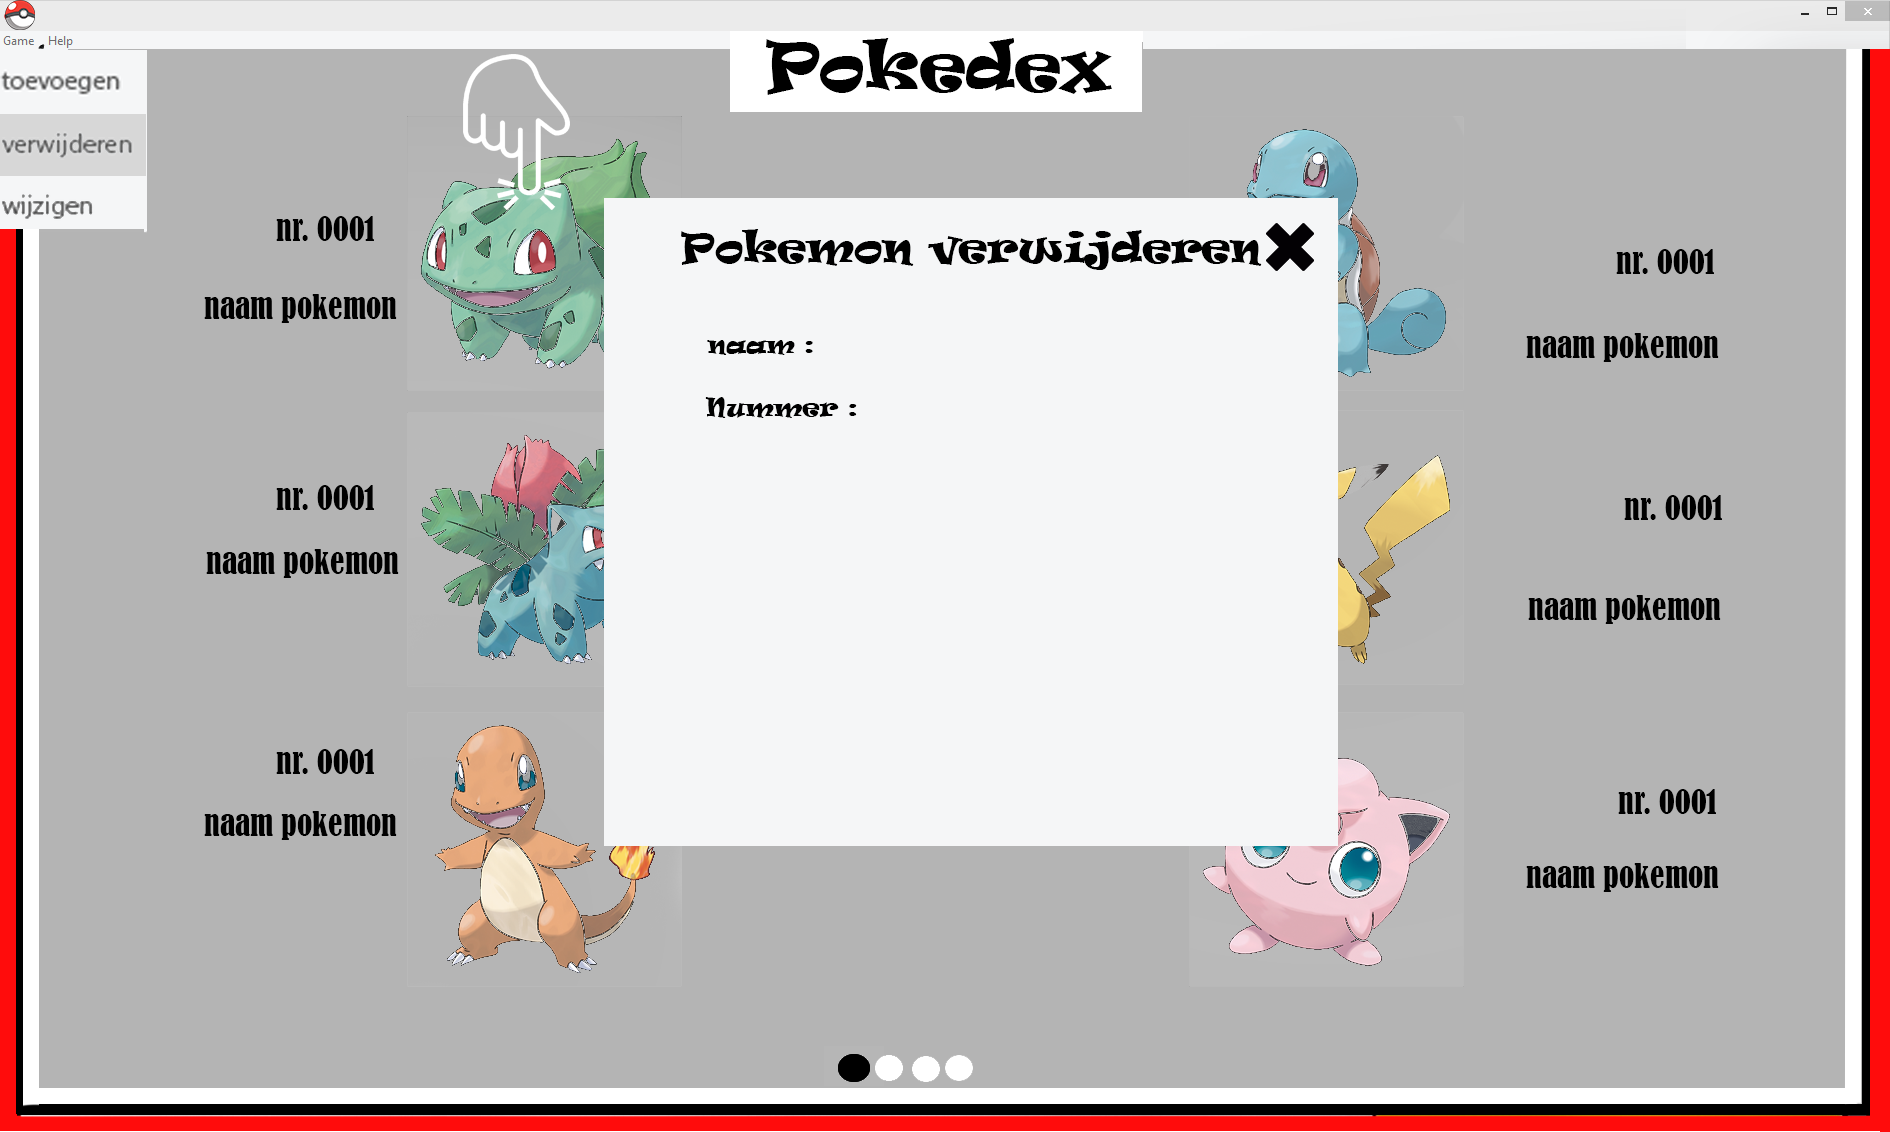 Game Help
Pokedex
toevoegen
verwijderen
wijzigen
nr. 0001
naam pokemon
nr. 0001
naam pokemon
nr. 0001
naam pokemon
Pokemon verwijderen
naam :
Nummer :
nr. 0001
naam pokemon
nr. 0001
naam pokemon
nr. 0001
naam pokemon